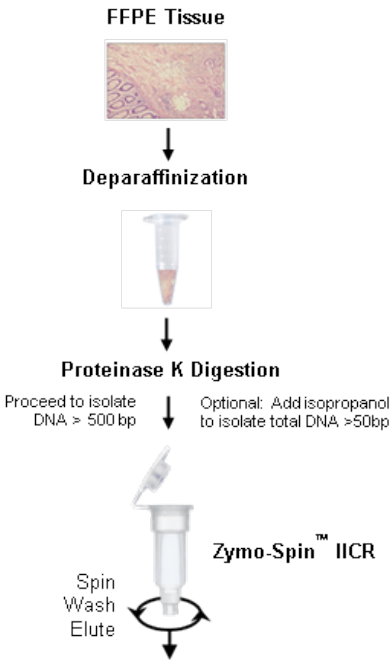 FFPE Tissue
Deparaffinization
Proteinase K Digestion
Proceed to isolate
DNA > 500 bp
Optional: Add isopropanol
to isolate total DNA >50bp
Zymo-Spin™ IICR
Spin
Wash
Elute